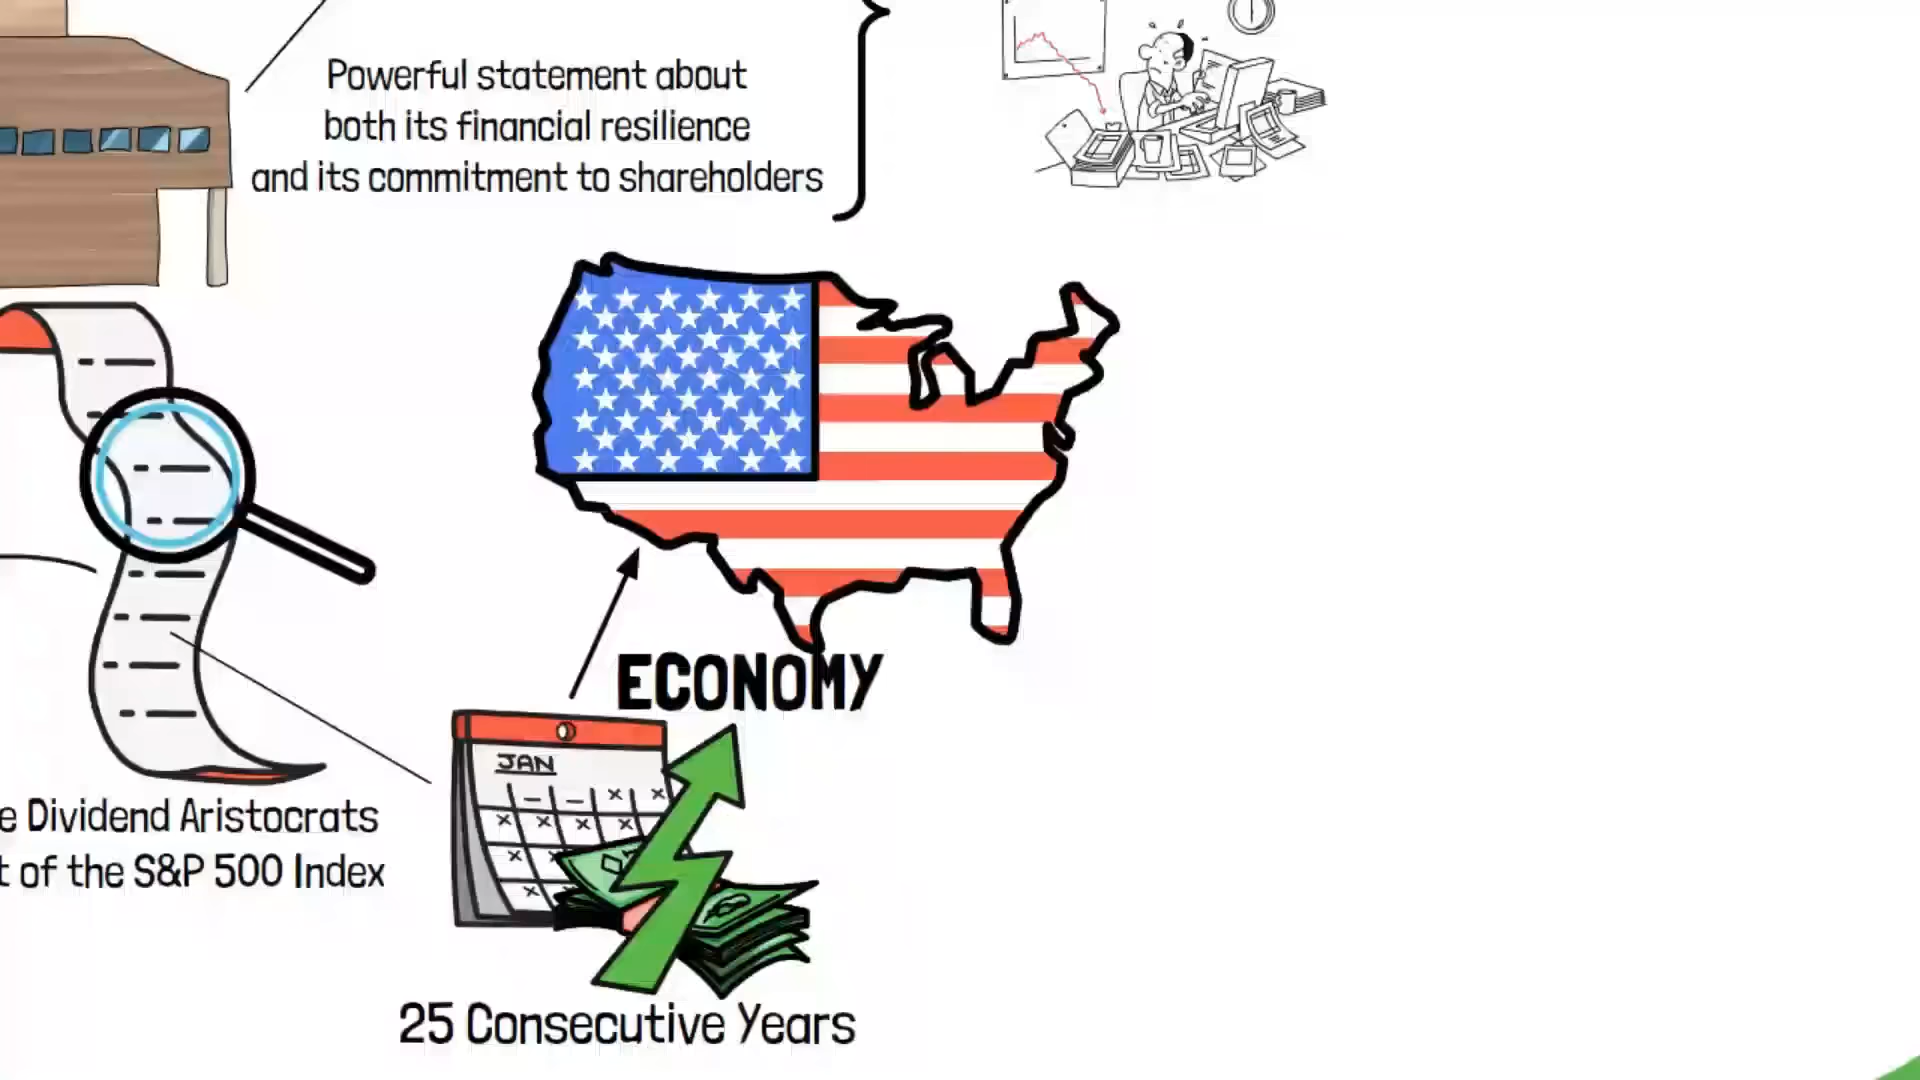 Powerful statement about
both its financial resilience
and its commitment to shareholders
ECONOMY
JAN
e Dividend Aristocrats
t of the S&P 500 Index
25 Consecutive Years